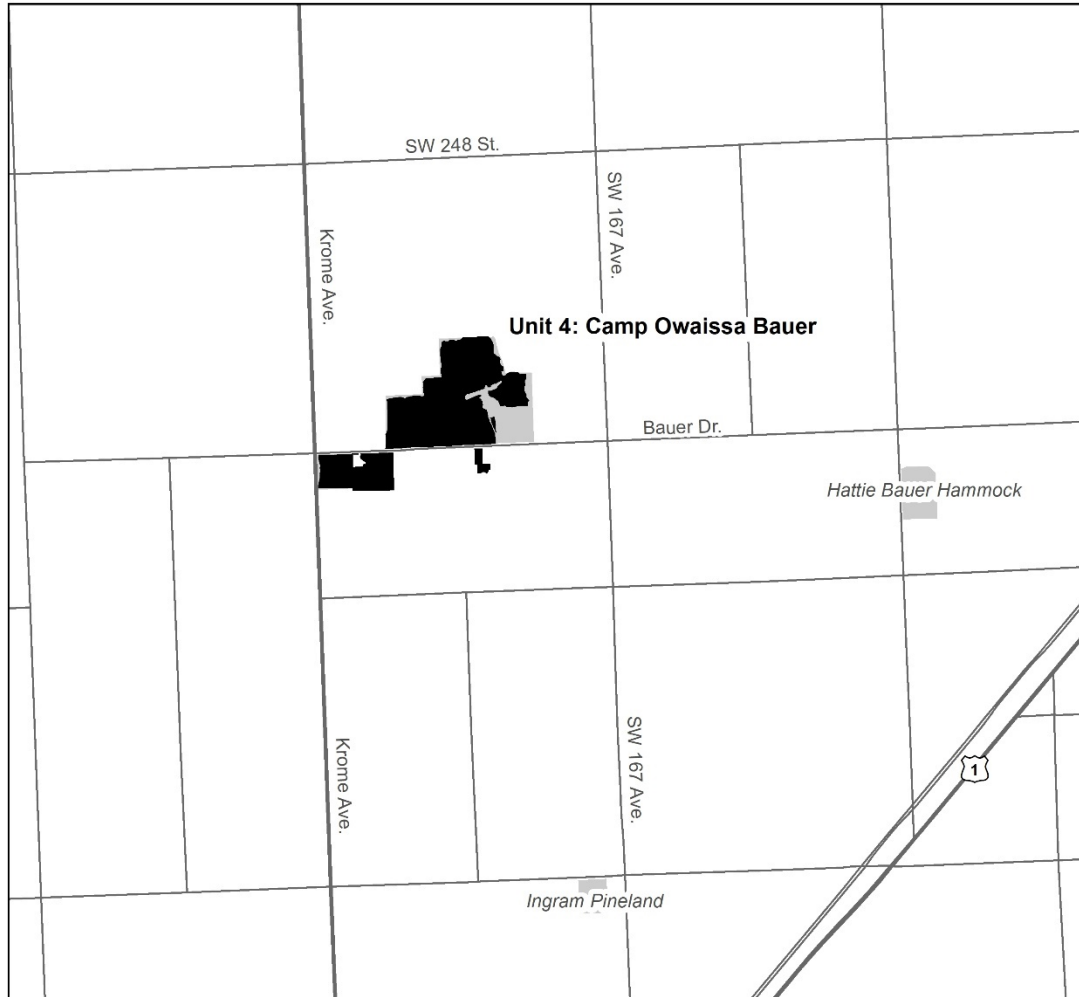 SW 248 St.
SW 167 Ave.
Krome Ave.
Unit 4: Camp Owaissa Bauer
Bauer Dr.
Hattie Bauer Hammock
SW 167 Ave.
Krome Ave.
1
Ingram Pineland